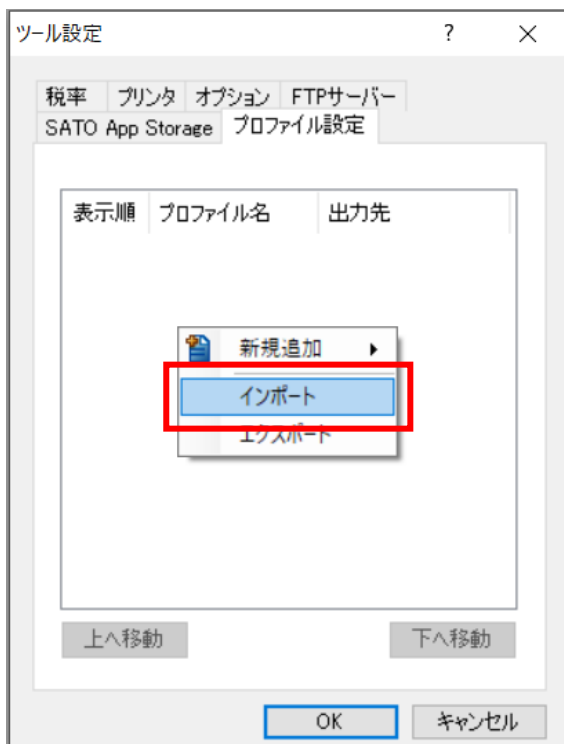 ツール設定 ?
税率 プリンタ オプション FTPサーバー
SATO App Storage プロファイル設定
表示順 プロファイル名 出力先
新規追加
インポート
エクスポート
上へ移動 下へ移動
OK キャンセル